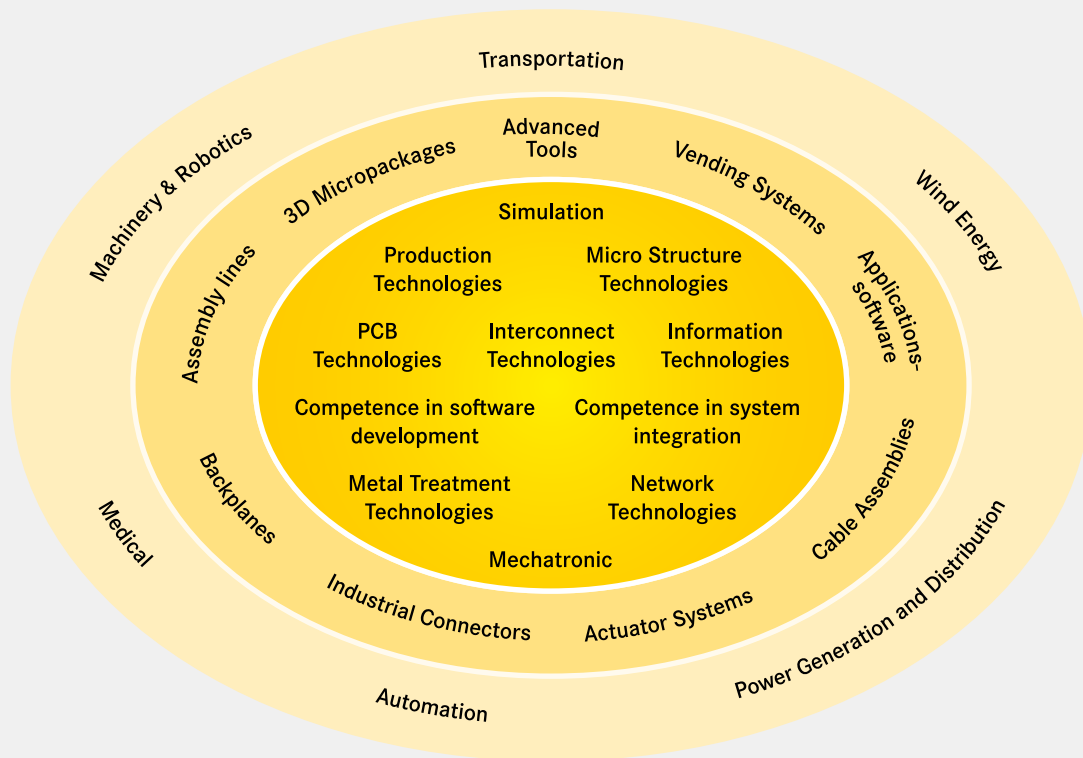 Transportation
Machinery & Robotics
Wind Energy
Medical
Automation
Power Generation and Distribution
Advanced
Tools
3D Micropackages
Vending Systems
Assembly lines
Applications-
software
Backplanes
Cable Assemblies
Industrial Connectors
Actuator Systems
Simulation
Production
Technologies
Micro Structure
Technologies
PCB
Technologies
Interconnect
Technologies
Information
Technologies
Competence in software
development
Competence in system
integration
Metal Treatment
Technologies
Network
Technologies
Mechatronic